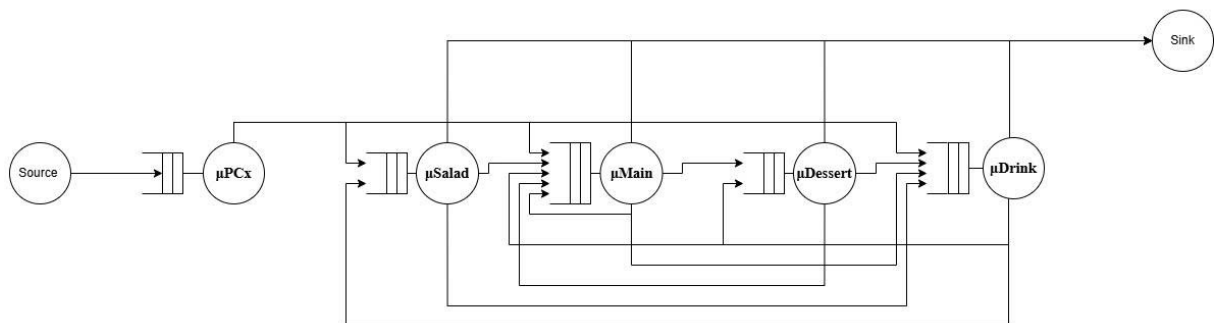 Sink
Source
μPCx
μSalad
μMain
μDessert
μDrink